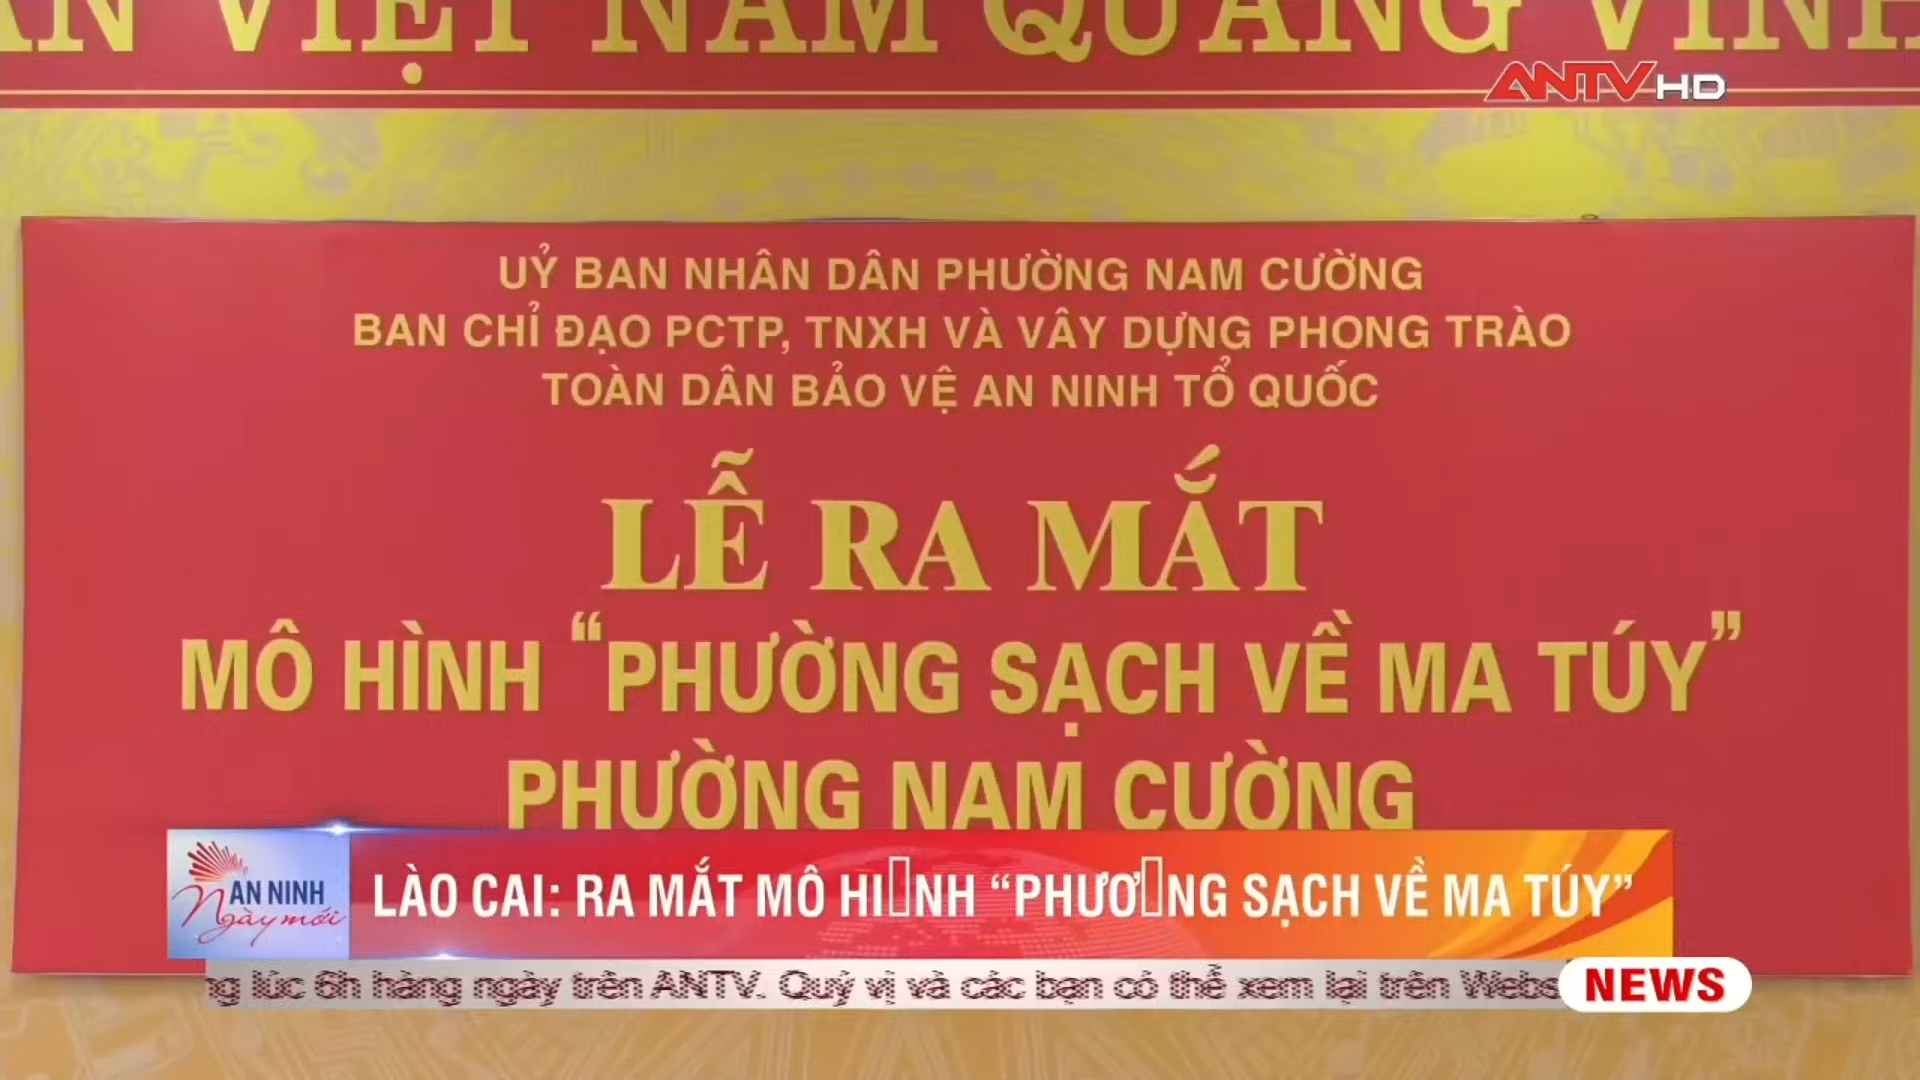 VIỆT NAM QUANG VINH
ANTV HD
UỶ BAN NHÂN DÂN PHƯỜNG NAM CƯỜNG
BAN CHỈ ĐẠO PCTP, TNXH VÀ VÂY DỰNG PHONG TRÀO
TOÀN DÂN BẢO VỆ AN NINH TỔ QUỐC
LỄ RA MẮT
MÔ HÌNH “PHƯỜNG SẠCH VỀ MA TÚY”
PHƯỜNG NAM CƯỜNG
AN NINH
Ngày mới
LÀO CAI: RA MẮT MÔ HI▯NH “PHƯƠ▯NG SẠCH VỀ MA TÚY”
ng lúc 6h hàng ngày trên ANTV. Quý vị và các bạn có thể xem lại trên Webs
NEWS